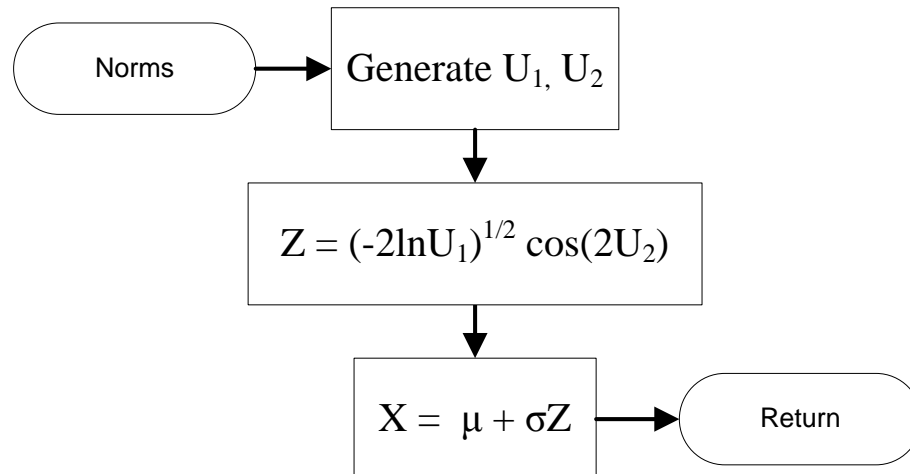 Norms
Generate U₁, U₂
Z = (-2lnU₁)^1/2 cos(2U₂)
X = μ + σZ
Return